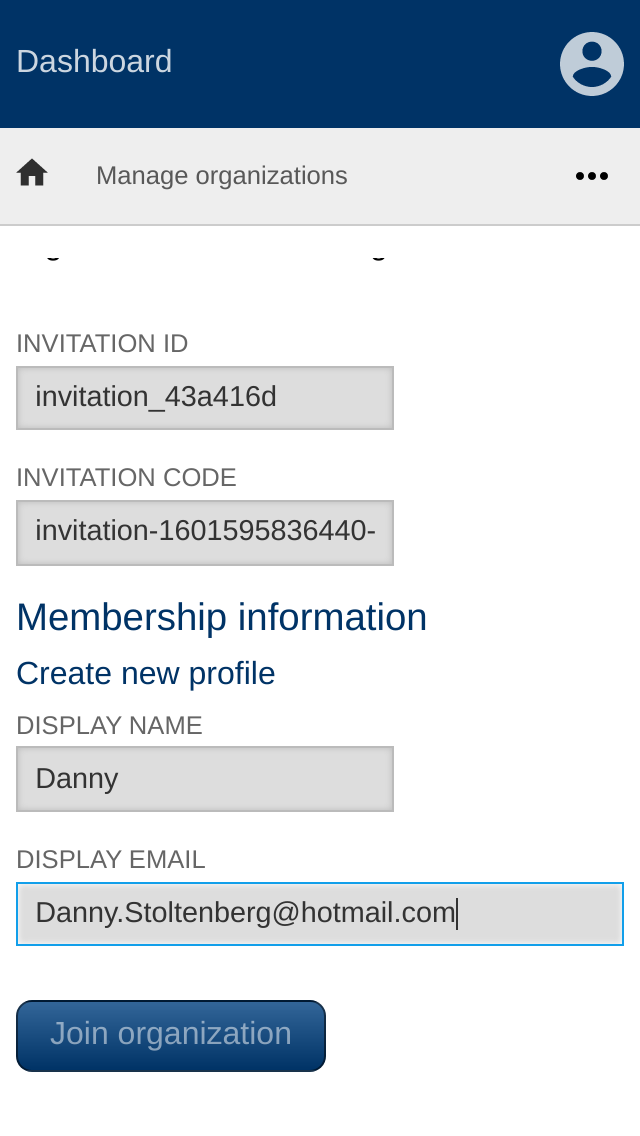 Dashboard
Manage organizations
INVITATION ID
invitation_43a416d
INVITATION CODE
invitation-1601595836440-
Membership information
Create new profile
DISPLAY NAME
Danny
DISPLAY EMAIL
Danny.Stoltenberg@hotmail.com
Join organization